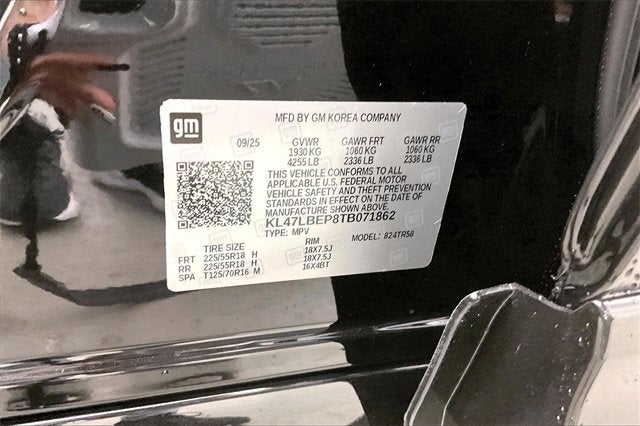 MFD BY GM KOREA COMPANY
gm
09/25 GVWR GAWR FRT GAWR RR
1930 KG 1060 KG 1060 KG
4255 LB 2336 LB 2336 LB
THIS VEHICLE CONFORMS TO ALL
APPLICABLE U.S. FEDERAL MOTOR
VEHICLE SAFETY AND THEFT PREVENTION
STANDARDS IN EFFECT ON THE DATE OF
MANUFACTURE SHOWN ABOVE.
KL47LBEP8TB071862
TYPE: MPV MODEL: 824TR58
TIRE SIZE RIM
FRT 225/55R18 H 18X7.5J
RR 225/55R18 H 18X7.5J
SPA T125/70R16 M 16X4BT